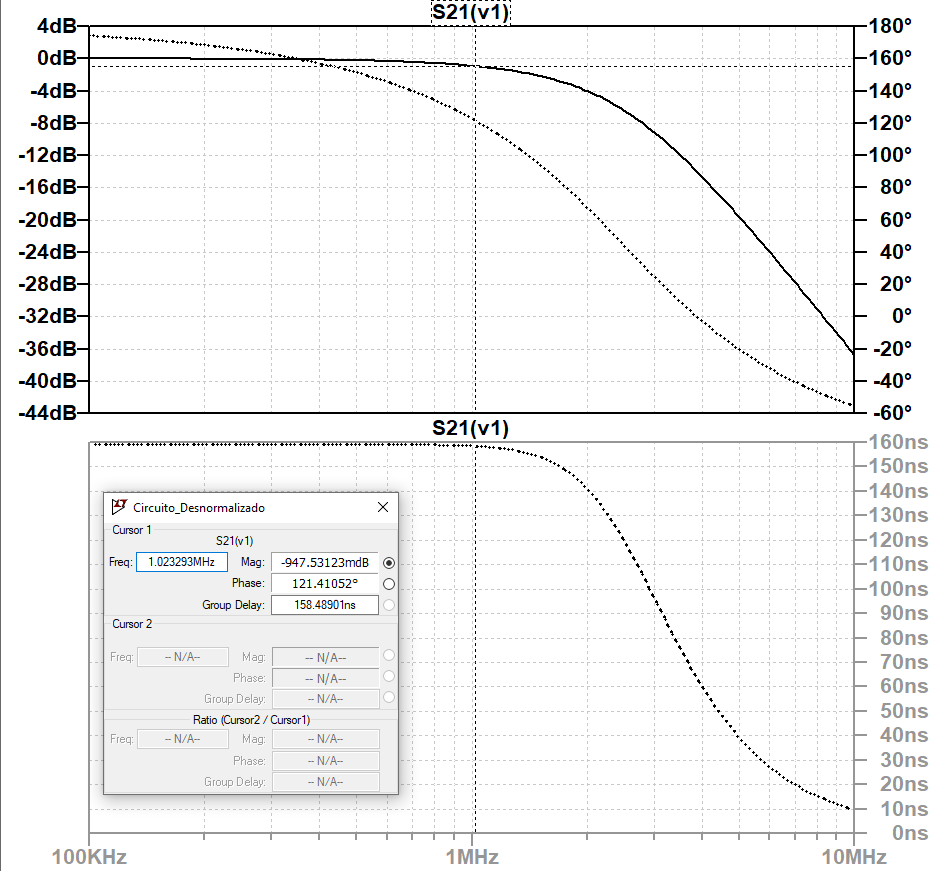 S21(v1)
4dB 180°
0dB 160°
-4dB 140°
-8dB 120°
-12dB 100°
-16dB 80°
-20dB 60°
-24dB 40°
-28dB 20°
-32dB 0°
-36dB -20°
-40dB -40°
-44dB -60°
S21(v1)
160ns
150ns
140ns
130ns
120ns
110ns
100ns
90ns
80ns
70ns
60ns
50ns
40ns
30ns
20ns
10ns
0ns
100KHz 1MHz 10MHz
Circuito_Desnormalizado
Cursor 1
S21(v1)
Freq: 1.023293MHz Mag: -947.53123mdB
Phase: 121.41052°
Group Delay: 158.48901ns
Cursor 2
Freq: -- N/A-- Mag: -- N/A--
Phase: -- N/A--
Group Delay: -- N/A--
Ratio (Cursor2 / Cursor1)
Freq: -- N/A-- Mag: -- N/A--
Phase: -- N/A--
Group Delay: -- N/A--